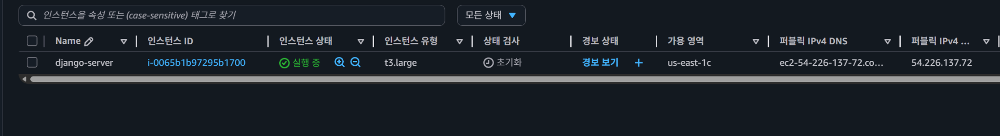 인스턴스을 속성 또는 (case-sensitive) 태그로 찾기 모든 상태
Name 인스턴스 ID 인스턴스 상태 인스턴스 유형 상태 검사 경보 상태 가용 영역 퍼블릭 IPv4 DNS 퍼블릭 IPv4 ...
django-server i-0065b1b97295b1700 실행 중 t3.large 초기화 경보 보기 + us-east-1c ec2-54-226-137-72.co... 54.226.137.72